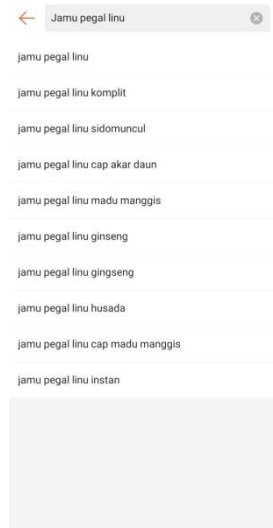 Jamu pegal linu
jamu pegal linu
jamu pegal linu komplit
jamu pegal linu sidomuncul
jamu pegal linu cap akar daun
jamu pegal linu madu manggis
jamu pegal linu ginseng
jamu pegal linu gingseng
jamu pegal linu husada
jamu pegal linu cap madu manggis
jamu pegal linu instan